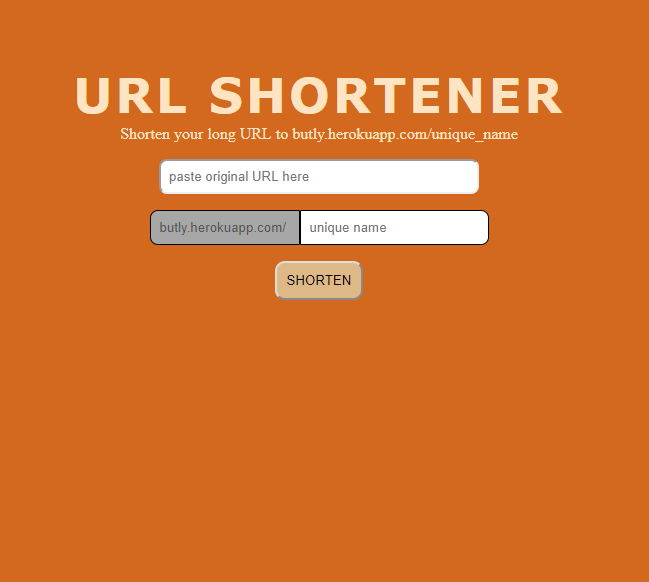 URL SHORTENER
Shorten your long URL to butly.herokuapp.com/unique_name
paste original URL here
butly.herokuapp.com/ unique name
SHORTEN